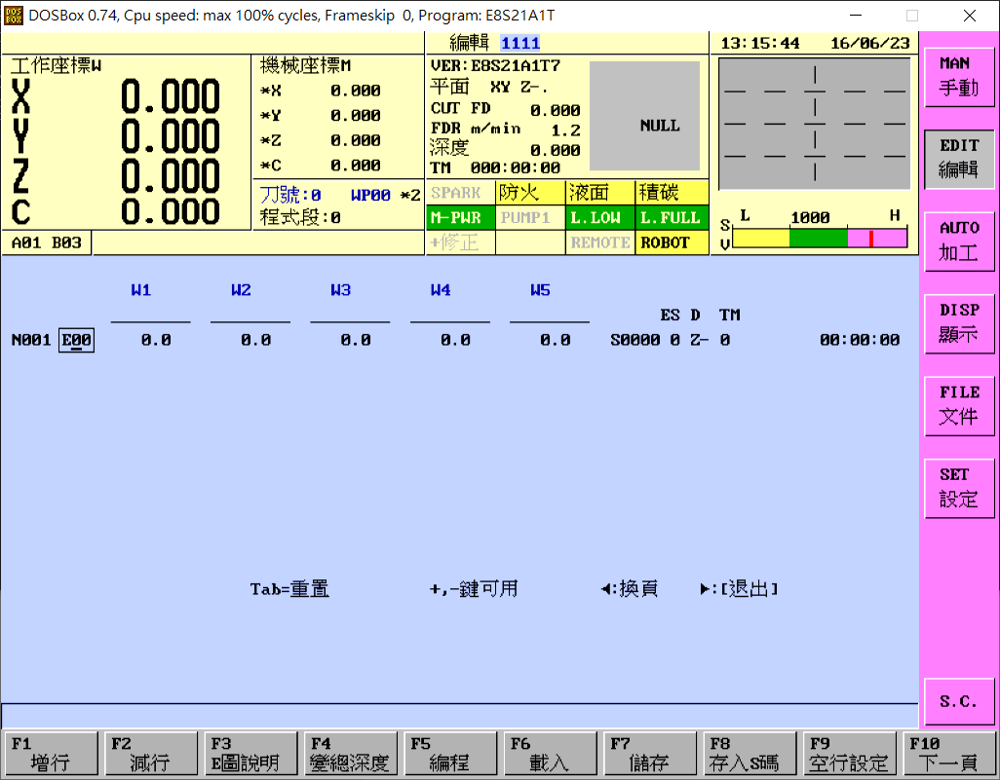 DOSBox 0.74, Cpu speed: max 100% cycles, Frameskip 0, Program: E8S21A1T
編輯 1111
13:15:44 16/06/23
工作座標W
X 0.000
Y 0.000
Z 0.000
C 0.000
機械座標M
*X 0.000
*Y 0.000
*Z 0.000
*C 0.000
刀號:0 WP00 *2
程式段:0
VER:E8S21A1T7
平面 XY Z-.
CUT FD 0.000
FDR m/min 1.2
深度 0.000
TM 000:00:00
NULL
SPARK 防火 液面 積碳
M-PWR PUMP1 L.LOW L.FULL
+修正 REMOTE ROBOT
S L 1000 H
V
A01 B03
W1 W2 W3 W4 W5
ES D TM
N001 E00 0.0 0.0 0.0 0.0 0.0 S0000 0 Z- 0 00:00:00
Tab=重置 +,-鍵可用 ◄:換頁 ►:[退出]
MAN
手動
EDIT
編輯
AUTO
加工
DISP
顯示
FILE
文件
SET
設定
S.C.
F1 增行
F2 減行
F3 E圖說明
F4 變總深度
F5 編程
F6 載入
F7 儲存
F8 存入S碼
F9 空行設定
F10 下一頁